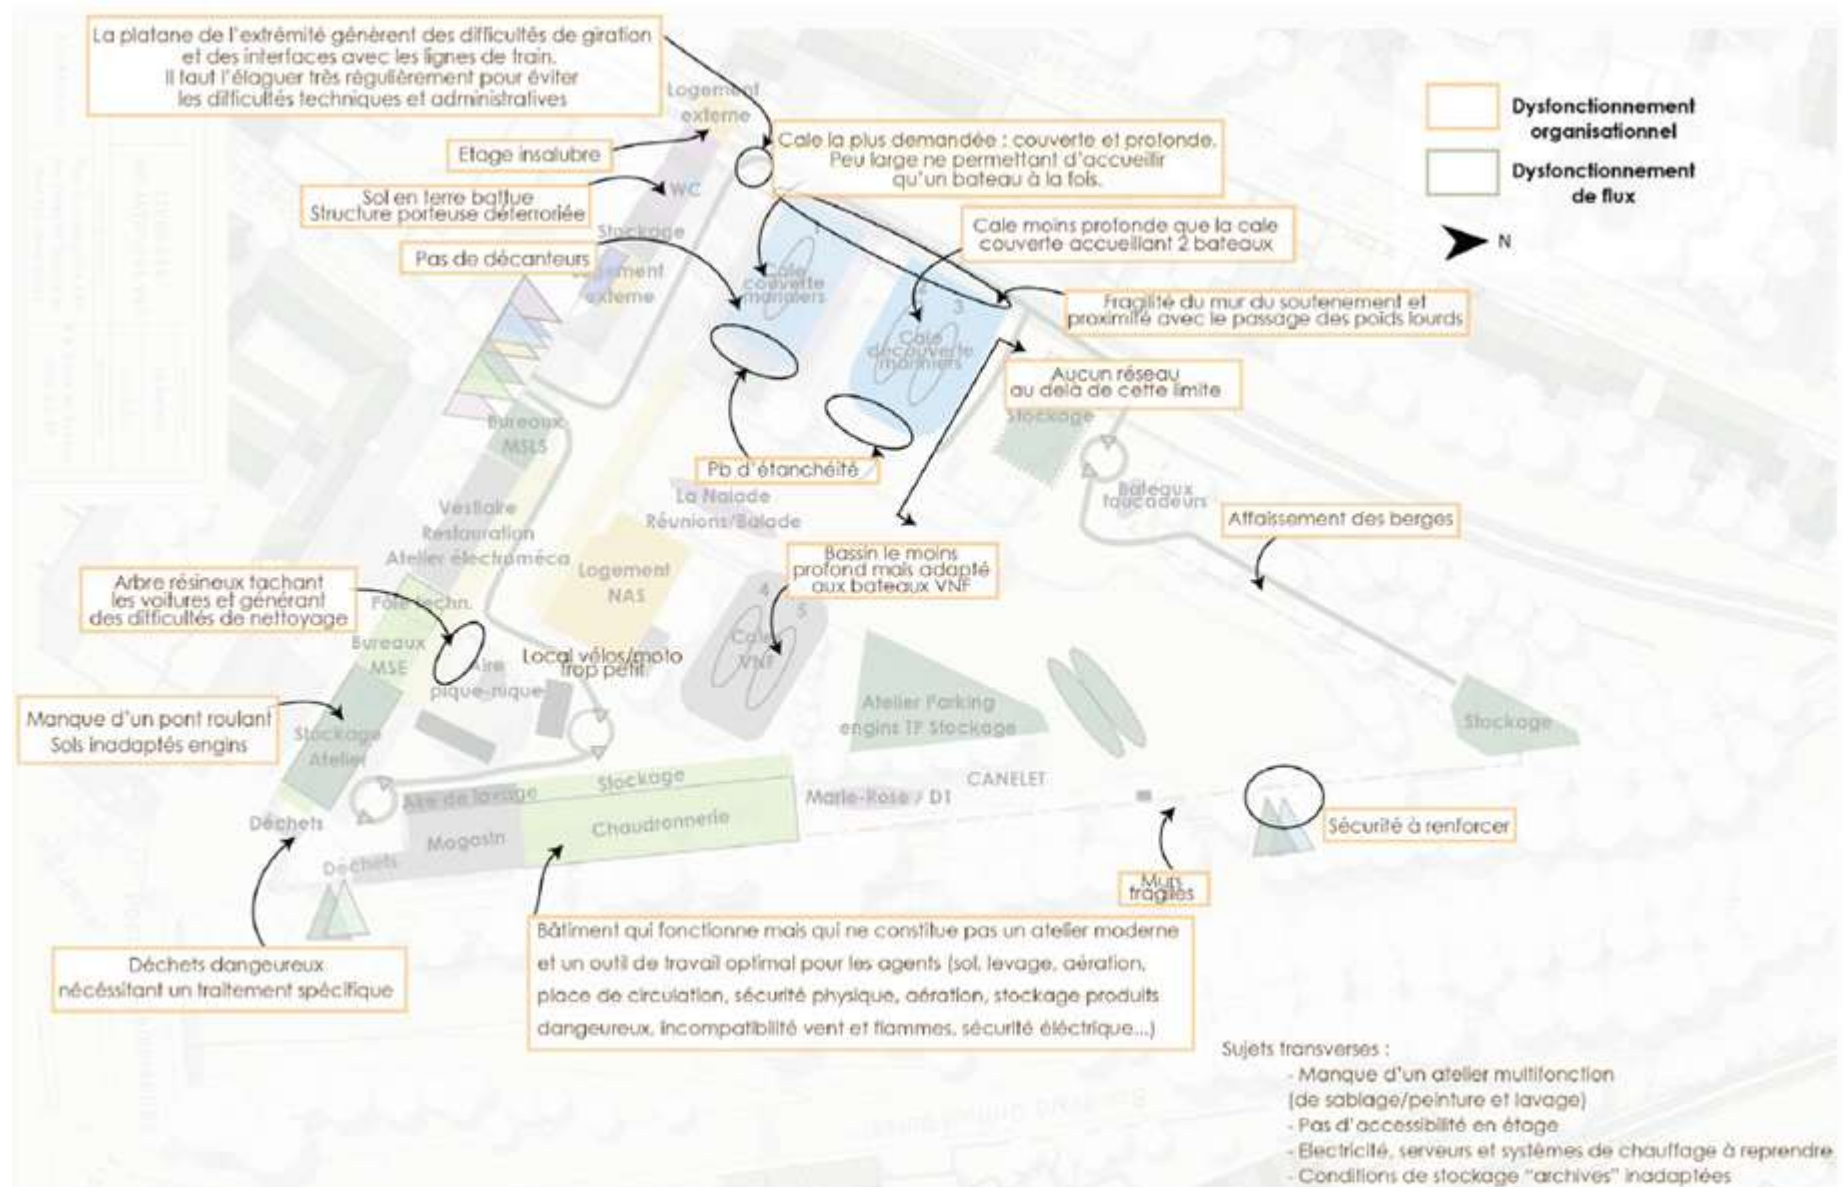 La platane de l'extrémité génèrent des difficultés de giration
et des interfaces avec les lignes de train.
Il faut l'élaguer très régulièrement pour éviter
les difficultés techniques et administratives
Logement
externe
Dysfonctionnement
organisationnel
Dysfonctionnement
de flux
N
Etage insalubre
Cale la plus demandée : couverte et profonde.
Peu large ne permettant d'accueillir
qu'un bateau à la fois.
WC
Sol en terre battue
Structure porteuse déterroriée
Stockage
Cale moins profonde que la cale
couverte accueillant 2 bateaux
Pas de décanteurs
Logement
externe
1
Cale
couverte
mariniers
2
3
Cale
découverte
mariniers
Fragilité du mur du soutenement et
proximité avec le passage des poids lourds
Aucun réseau
au delà de cette limite
Stockage
Bureaux
MSLS
Pb d'étanchéité
La Naiade
Réunions/Balade
Bateaux
faucadeurs
Vestiaire
Restauration
Atelier électroméca
Affaissement des berges
Logement
NAS
Bassin le moins
profond mais adapté
aux bateaux VNF
Arbre résineux tachant
les voitures et générant
des difficultés de nettoyage
Pôle techn.
Bureaux
MSE
4
5
Cale
VNF
Aire
pique-nique
Local vélos/moto
trop petit
Manque d'un pont roulant
Sols inadaptés engins
Stockage
Atelier
Atelier Parking
engins TP Stockage
Stockage
Stockage
CANELET
Marie-Rose / D1
Aire de lavage
Déchets
Magasin
Chaudronnerie
Sécurité à renforcer
Déchets
Murs
fragiles
Bâtiment qui fonctionne mais qui ne constitue pas un atelier moderne
et un outil de travail optimal pour les agents (sol, levage, aération,
place de circulation, sécurité physique, aération, stockage produits
dangeureux, incompatibilité vent et flammes, sécurité éléctrique...)
Déchets dangeureux
nécéssitant un traitement spécifique
Sujets transverses :
- Manque d'un atelier multifonction
(de sablage/peinture et lavage)
- Pas d'accessibilité en étage
- Electricité, serveurs et systèmes de chauffage à reprendre
- Conditions de stockage "archives" inadaptées